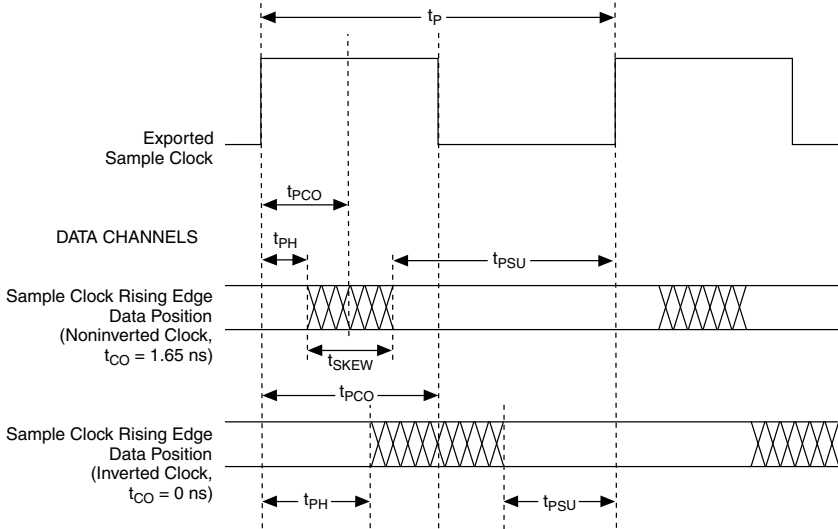 tP
Exported
Sample Clock
tPCO
DATA CHANNELS
tPH
tPSU
Sample Clock Rising Edge
Data Position
(Noninverted Clock,
tCO = 1.65 ns)
tSKEW
tPCO
Sample Clock Rising Edge
Data Position
(Inverted Clock,
tCO = 0 ns)
tPH
tPSU